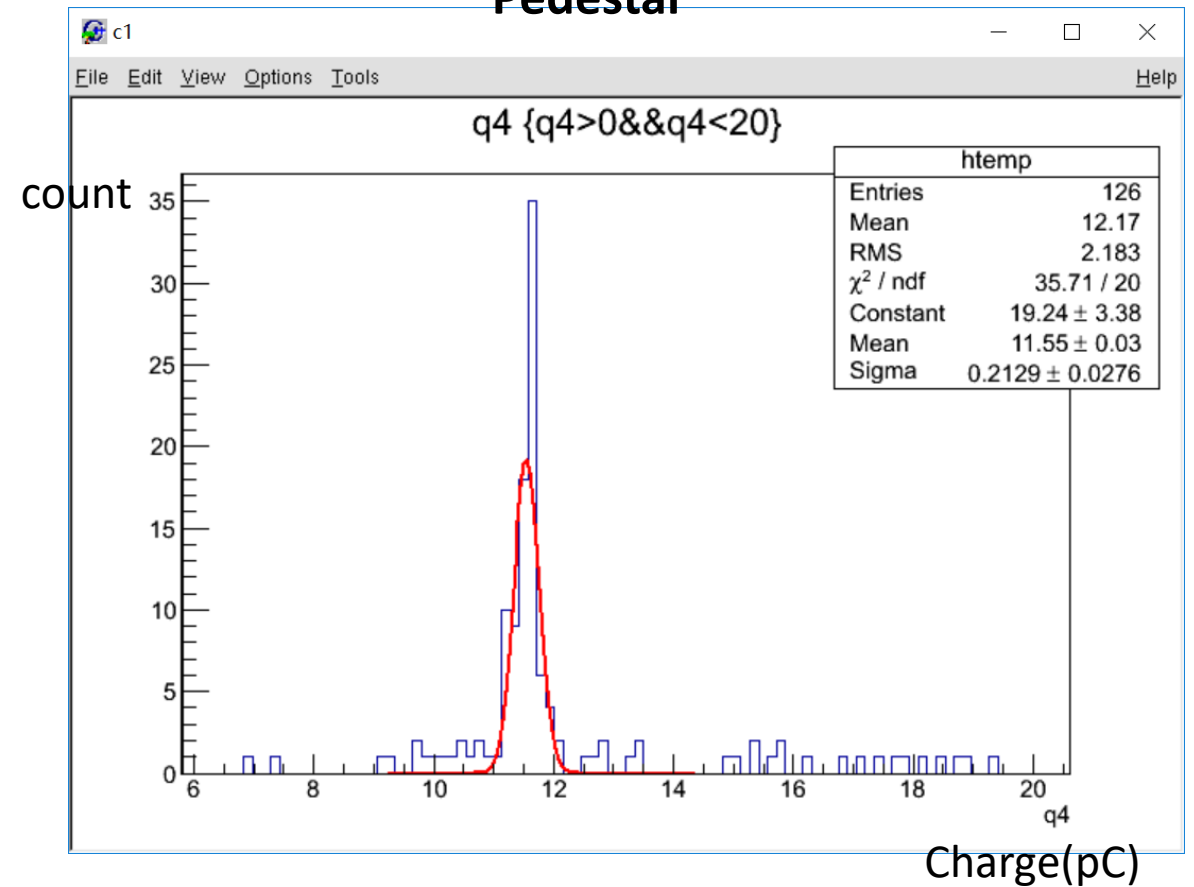 Pedestal
c1
File Edit View Options Tools Help
q4 {q4>0&&q4<20}
count
htemp
Entries 126
Mean 12.17
RMS 2.183
χ² / ndf 35.71 / 20
Constant 19.24 ± 3.38
Mean 11.55 ± 0.03
Sigma 0.2129 ± 0.0276
35
30
25
20
15
10
5
0
6 8 10 12 14 16 18 20
q4
Charge(pC)